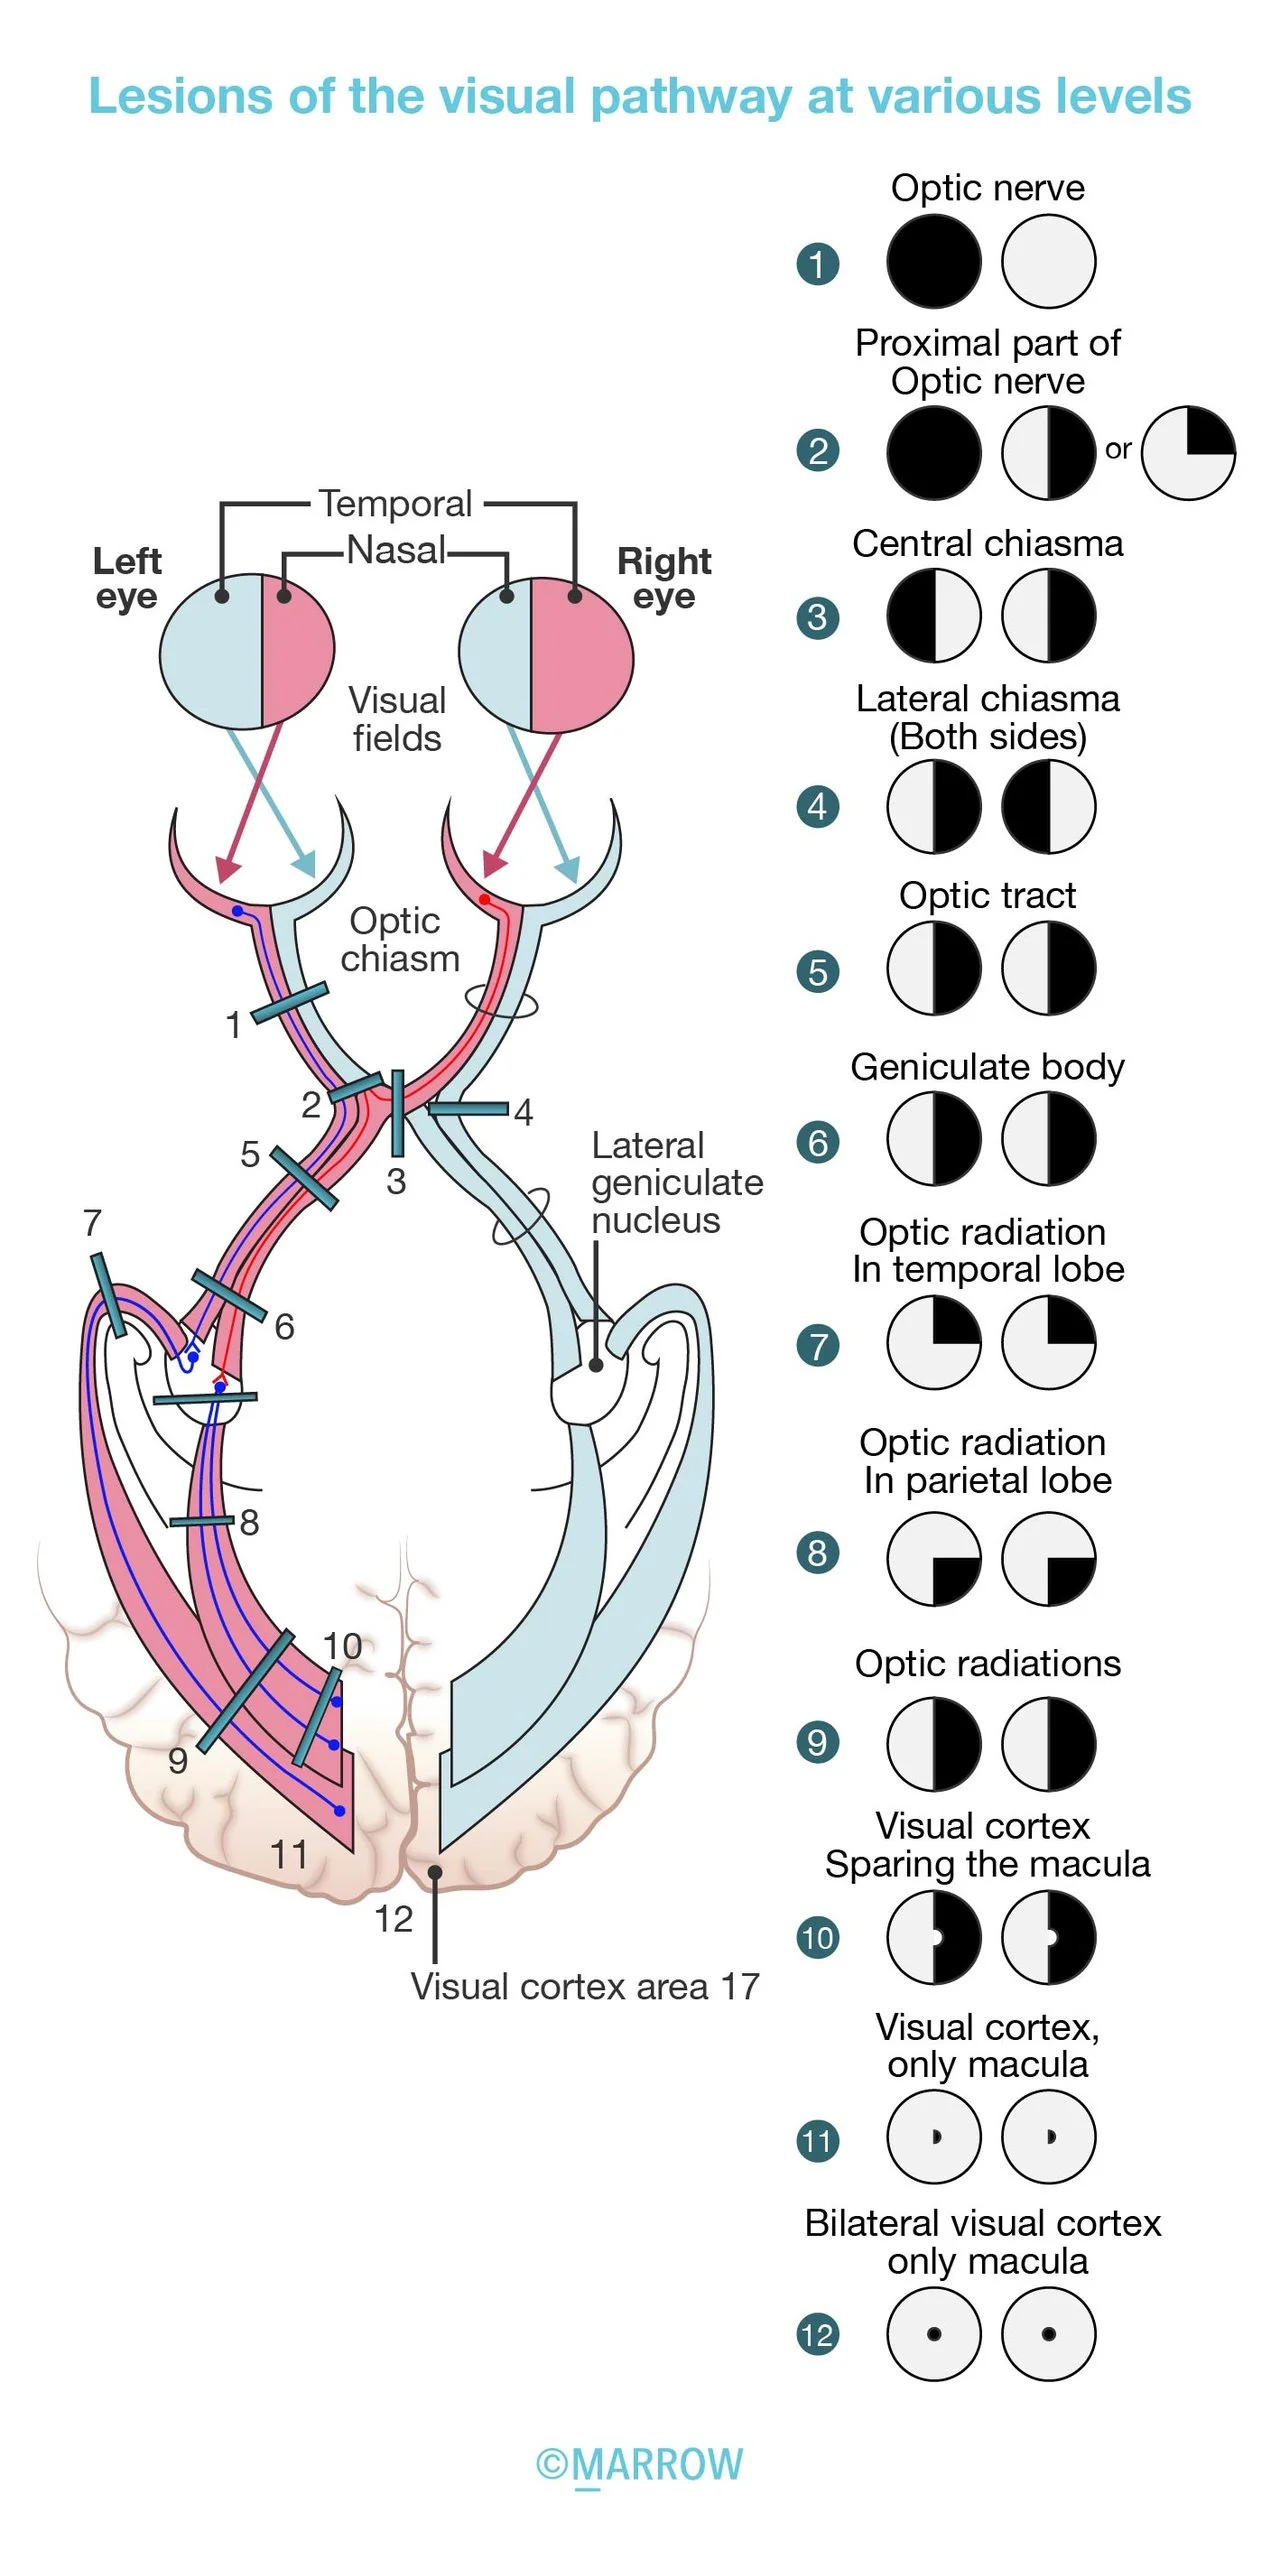 Lesions of the visual pathway at various levels
Optic nerve
1
Proximal part of
Optic nerve
2
or
Central chiasma
3
Lateral chiasma
(Both sides)
4
Optic tract
5
Geniculate body
6
Optic radiation
In temporal lobe
7
Optic radiation
In parietal lobe
8
Optic radiations
9
Visual cortex
Sparing the macula
10
Visual cortex,
only macula
11
Bilateral visual cortex
only macula
12
Temporal
Nasal
Left
eye
Right
eye
Visual
fields
Optic
chiasm
1
2
4
5
3
Lateral
geniculate
nucleus
7
6
8
10
9
11
12
Visual cortex area 17
©MARROW